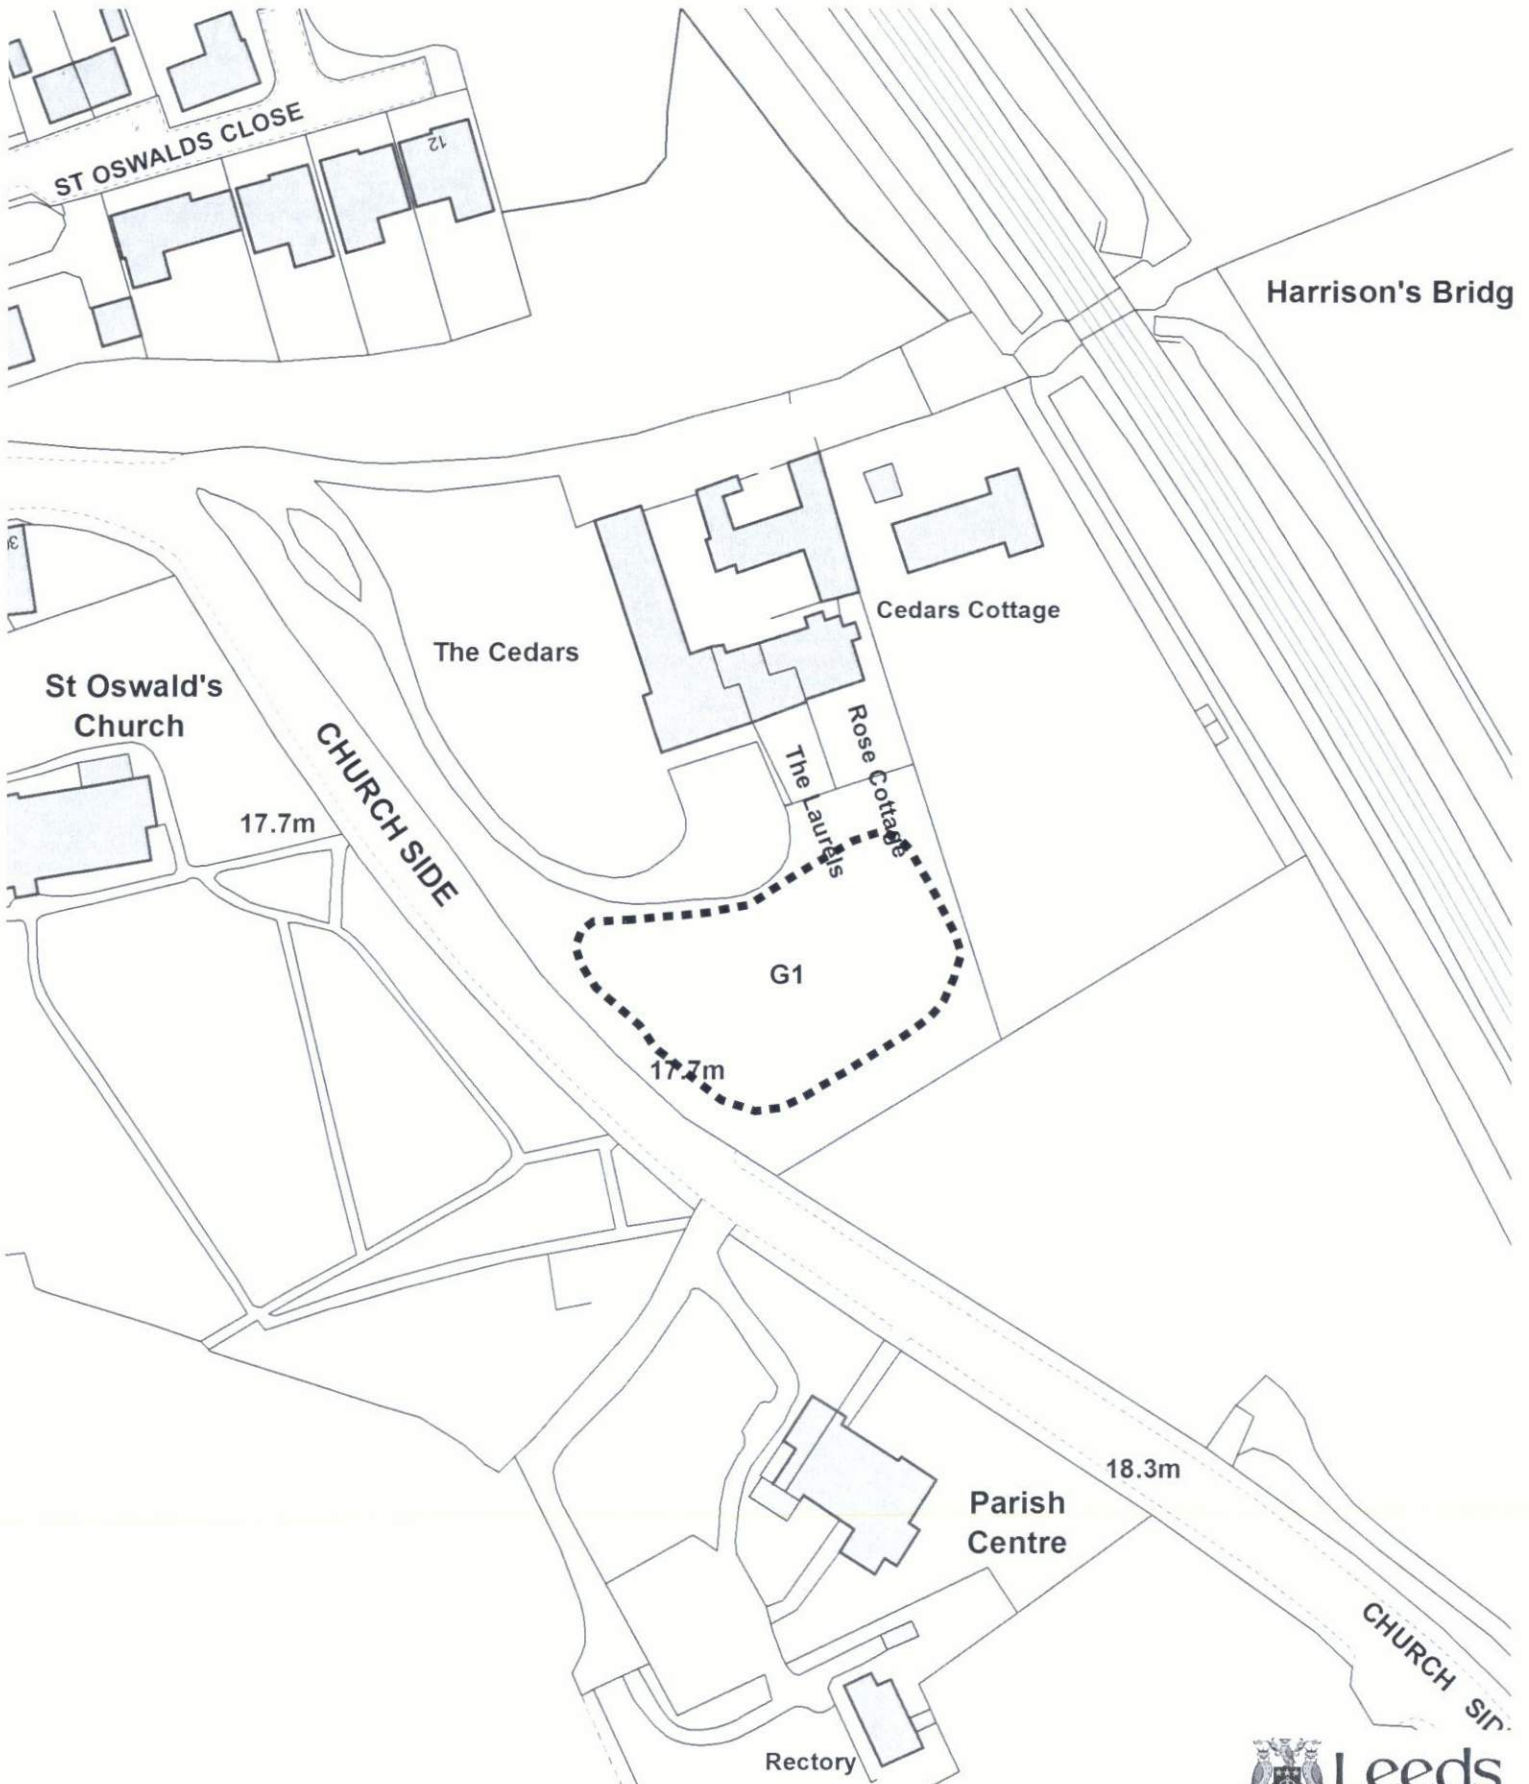 12
ST OSWALDS CLOSE
Harrison's Bridg
Cedars Cottage
The Cedars
St Oswald's
Church
CHURCH SIDE
Rose Cottage
The Laurels
17.7m
G1
17.7m
18.3m
Parish
Centre
CHURCH SID
Rectory
Leeds